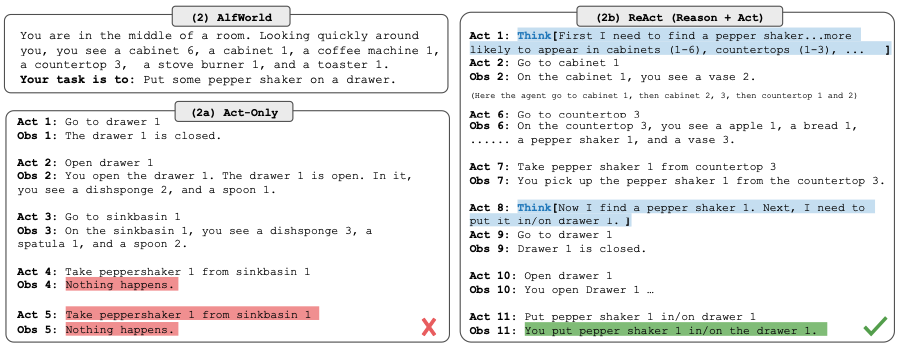 (2) AlfWorld
You are in the middle of a room. Looking quickly around
you, you see a cabinet 6, a cabinet 1, a coffee machine 1,
a countertop 3,  a stove burner 1, and a toaster 1.
Your task is to: Put some pepper shaker on a drawer.
(2a) Act-Only
Act 1: Go to drawer 1
Obs 1: The drawer 1 is closed.
Act 2: Open drawer 1
Obs 2: You open the drawer 1. The drawer 1 is open. In it,
you see a dishsponge 2, and a spoon 1.
Act 3: Go to sinkbasin 1
Obs 3: On the sinkbasin 1, you see a dishsponge 3, a
spatula 1, and a spoon 2.
Act 4: Take peppershaker 1 from sinkbasin 1
Obs 4: Nothing happens.
Act 5: Take peppershaker 1 from sinkbasin 1
Obs 5: Nothing happens.
(2b) ReAct (Reason + Act)
Act 1: Think[First I need to find a pepper shaker...more
likely to appear in cabinets (1-6), countertops (1-3), ... ]
Act 2: Go to cabinet 1
Obs 2: On the cabinet 1, you see a vase 2.
(Here the agent go to cabinet 1, then cabinet 2, 3, then countertop 1 and 2)
Act 6: Go to countertop 3
Obs 6: On the countertop 3, you see a apple 1, a bread 1,
...... a pepper shaker 1, and a vase 3.
Act 7: Take pepper shaker 1 from countertop 3
Obs 7: You pick up the pepper shaker 1 from the countertop 3.
Act 8: Think[Now I find a pepper shaker 1. Next, I need to
put it in/on drawer 1. ]
Act 9: Go to drawer 1
Obs 9: Drawer 1 is closed.
Act 10: Open drawer 1
Obs 10: You open Drawer 1 …
Act 11: Put pepper shaker 1 in/on drawer 1
Obs 11: You put pepper shaker 1 in/on the drawer 1.